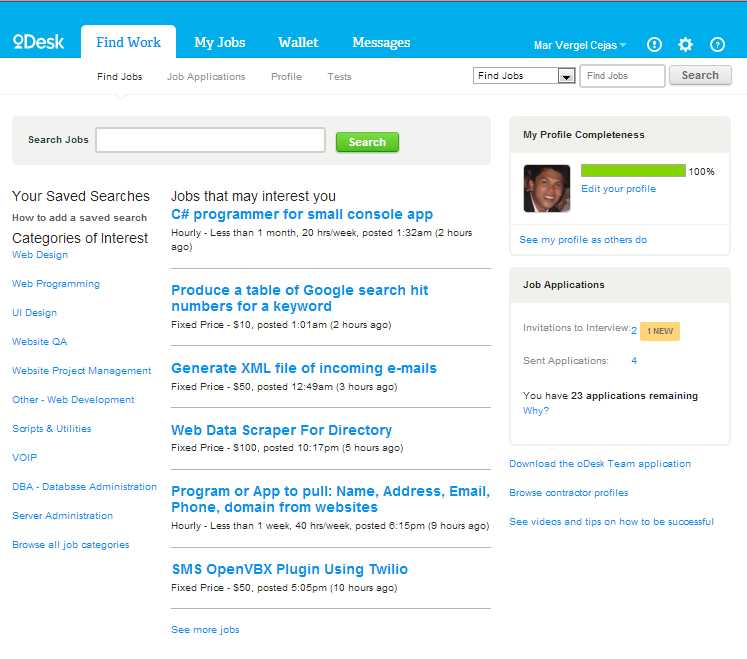 oDesk
Find Work
My Jobs
Wallet
Messages
Mar Vergel Cejas
Find Jobs
Job Applications
Profile
Tests
Find Jobs
Find Jobs
Search
Search Jobs
Search
Your Saved Searches
How to add a saved search
Categories of Interest
Web Design
Web Programming
UI Design
Website QA
Website Project Management
Other - Web Development
Scripts & Utilities
VOIP
DBA - Database Administration
Server Administration
Browse all job categories
Jobs that may interest you
C# programmer for small console app
Hourly - Less than 1 month, 20 hrs/week, posted 1:32am (2 hours
ago)
Produce a table of Google search hit
numbers for a keyword
Fixed Price - $10, posted 1:01am (2 hours ago)
Generate XML file of incoming e-mails
Fixed Price - $50, posted 12:49am (3 hours ago)
Web Data Scraper For Directory
Fixed Price - $100, posted 10:17pm (5 hours ago)
Program or App to pull: Name, Address, Email,
Phone, domain from websites
Hourly - Less than 1 week, 40 hrs/week, posted 6:15pm (9 hours ago)
SMS OpenVBX Plugin Using Twilio
Fixed Price - $50, posted 5:05pm (10 hours ago)
See more jobs
My Profile Completeness
100%
Edit your profile
See my profile as others do
Job Applications
Invitations to Interview: 2 1 NEW
Sent Applications: 4
You have 23 applications remaining
Why?
Download the oDesk Team application
Browse contractor profiles
See videos and tips on how to be successful